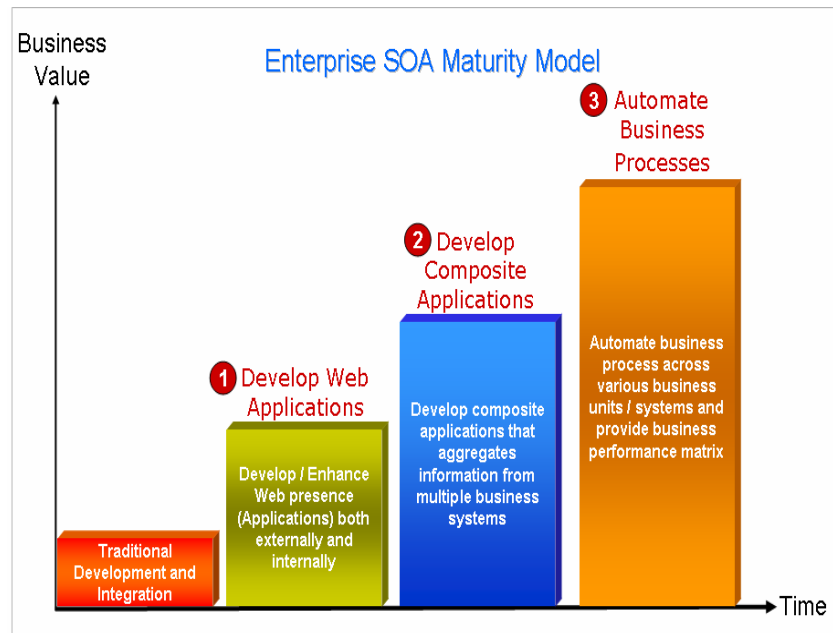 Business
Value
Enterprise SOA Maturity Model
3 Automate
Business
Processes
2 Develop
Composite
Applications
1 Develop Web
Applications
Traditional
Development and
Integration
Develop / Enhance
Web presence
(Applications) both
externally and
internally
Develop composite
applications that
aggregates
information from
multiple business
systems
Automate business
process across
various business
units / systems and
provide business
performance matrix
Time